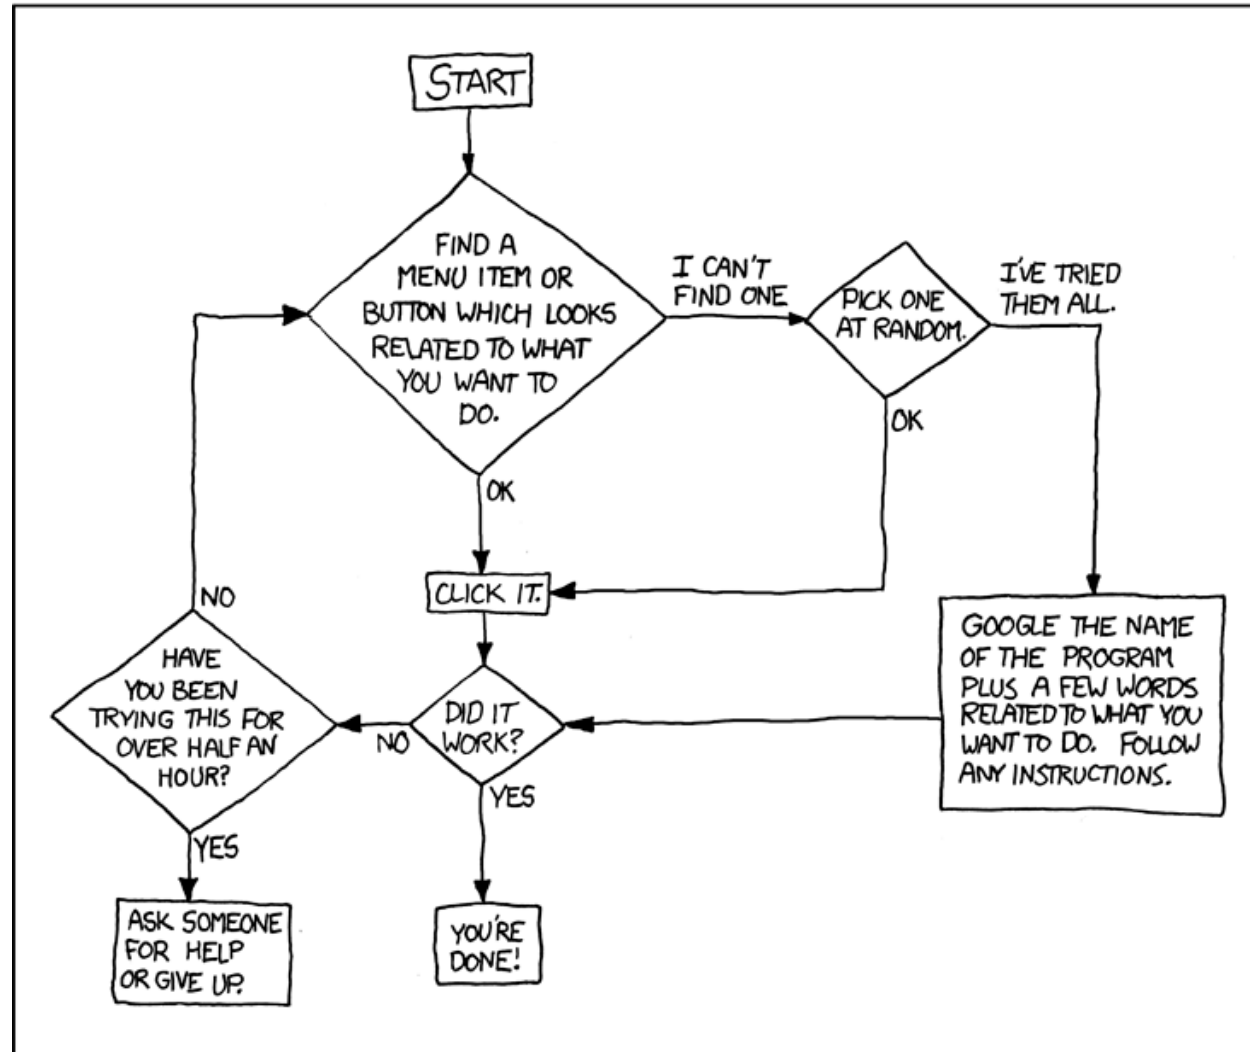 START
FIND A
MENU ITEM OR
BUTTON WHICH LOOKS
RELATED TO WHAT
YOU WANT TO
DO.
I CAN'T
FIND ONE
PICK ONE
AT RANDOM.
I'VE TRIED
THEM ALL.
OK
OK
CLICK IT.
NO
GOOGLE THE NAME
OF THE PROGRAM
PLUS A FEW WORDS
RELATED TO WHAT YOU
WANT TO DO. FOLLOW
ANY INSTRUCTIONS.
HAVE
YOU BEEN
TRYING THIS FOR
OVER HALF AN
HOUR?
NO
DID IT
WORK?
YES
YES
ASK SOMEONE
FOR HELP
OR GIVE UP.
YOU'RE
DONE!